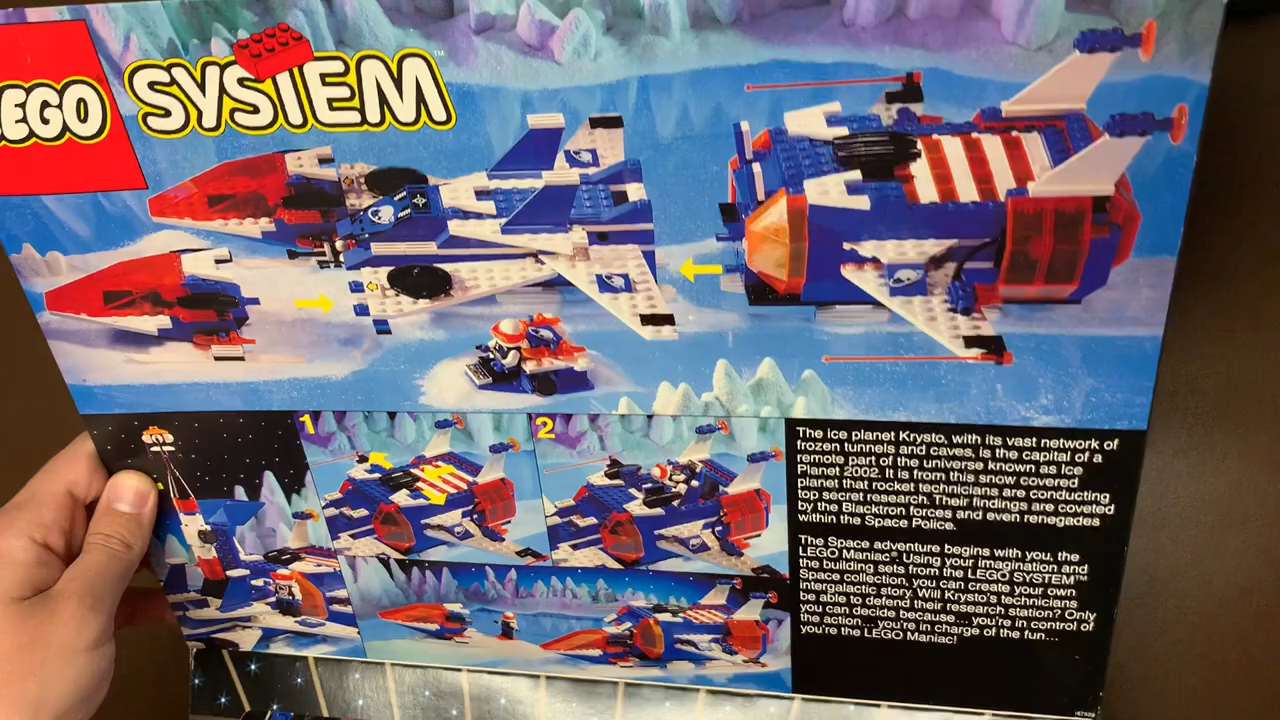 LEGO
SYSTEM™
1
2
The ice planet Krysto, with its vast network of
frozen tunnels and caves, is the capital of a
remote part of the universe known as Ice
Planet 2002. It is from this snow covered
planet that rocket technicians are conducting
top secret research. Their findings are coveted
by the Blacktron forces and even renegades
within the Space Police.
The Space adventure begins with you, the
LEGO Maniac®. Using your imagination and
the building sets from the LEGO SYSTEM™
Space collection, you can create your own
intergalactic story. Will Krysto's technicians
be able to defend their research station? Only
you can decide because... you're in control of
the action... you're in charge of the fun...
you're the LEGO Maniac!